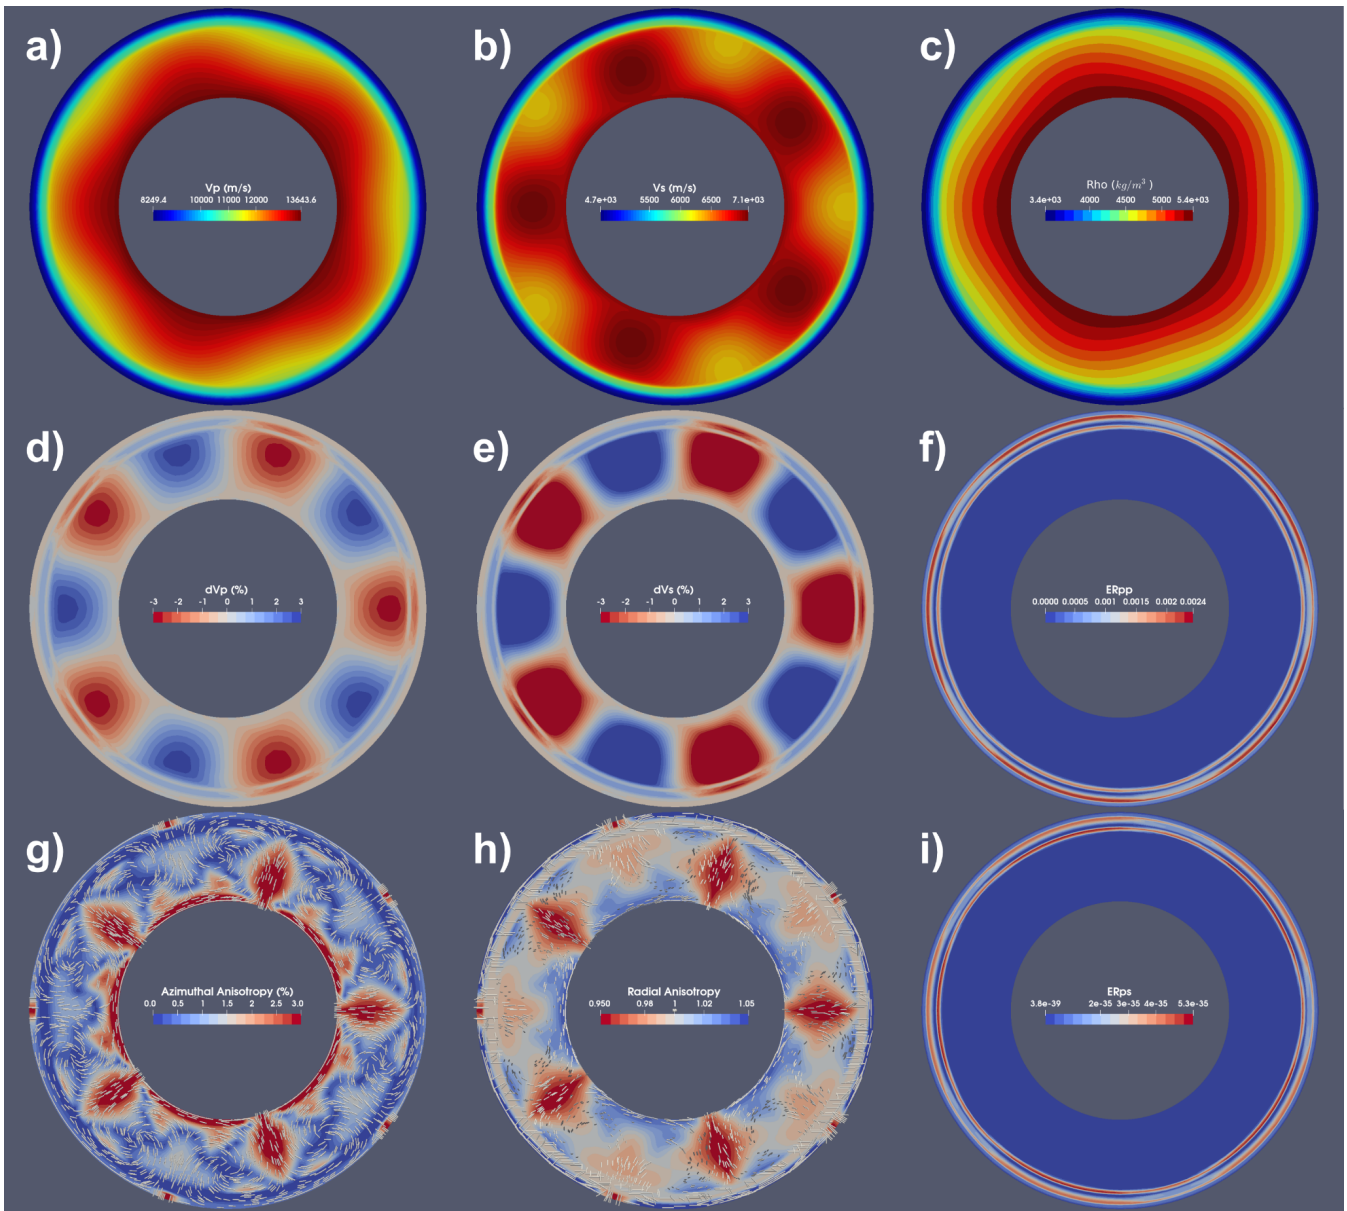 a)
b)
c)
Vp (m/s)
8249.4 10000 11000 12000 13643.6
Vs (m/s)
4.7e+03 5500 6000 6500 7.1e+03
Rho (kg/m³)
3.4e+03 4000 4500 5000 5.4e+03
d)
e)
f)
dVp (%)
-3 -2 -1 0 1 2 3
dVs (%)
-3 -2 -1 0 1 2 3
ERpp
0.0000 0.0005 0.001 0.0015 0.002 0.0024
g)
h)
i)
Azimuthal Anisotropy (%)
0.0 0.5 1 1.5 2 2.5 3.0
Radial Anisotropy
0.950 0.98 1 1.02 1.05
ERps
3.8e-39 2e-35 3e-35 4e-35 5.3e-35